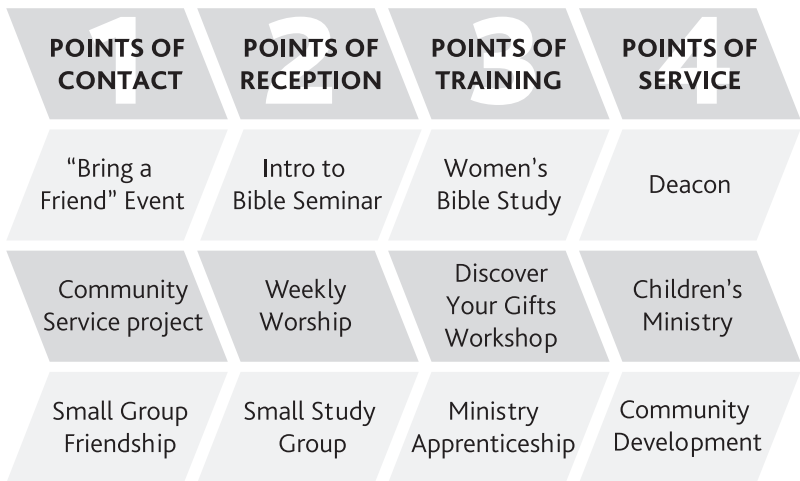 1
POINTS OF
CONTACT
2
POINTS OF
RECEPTION
3
POINTS OF
TRAINING
4
POINTS OF
SERVICE
“Bring a
Friend” Event
Intro to
Bible Seminar
Women’s
Bible Study
Deacon
Community
Service project
Weekly
Worship
Discover
Your Gifts
Workshop
Children’s
Ministry
Small Group
Friendship
Small Study
Group
Ministry
Apprenticeship
Community
Development